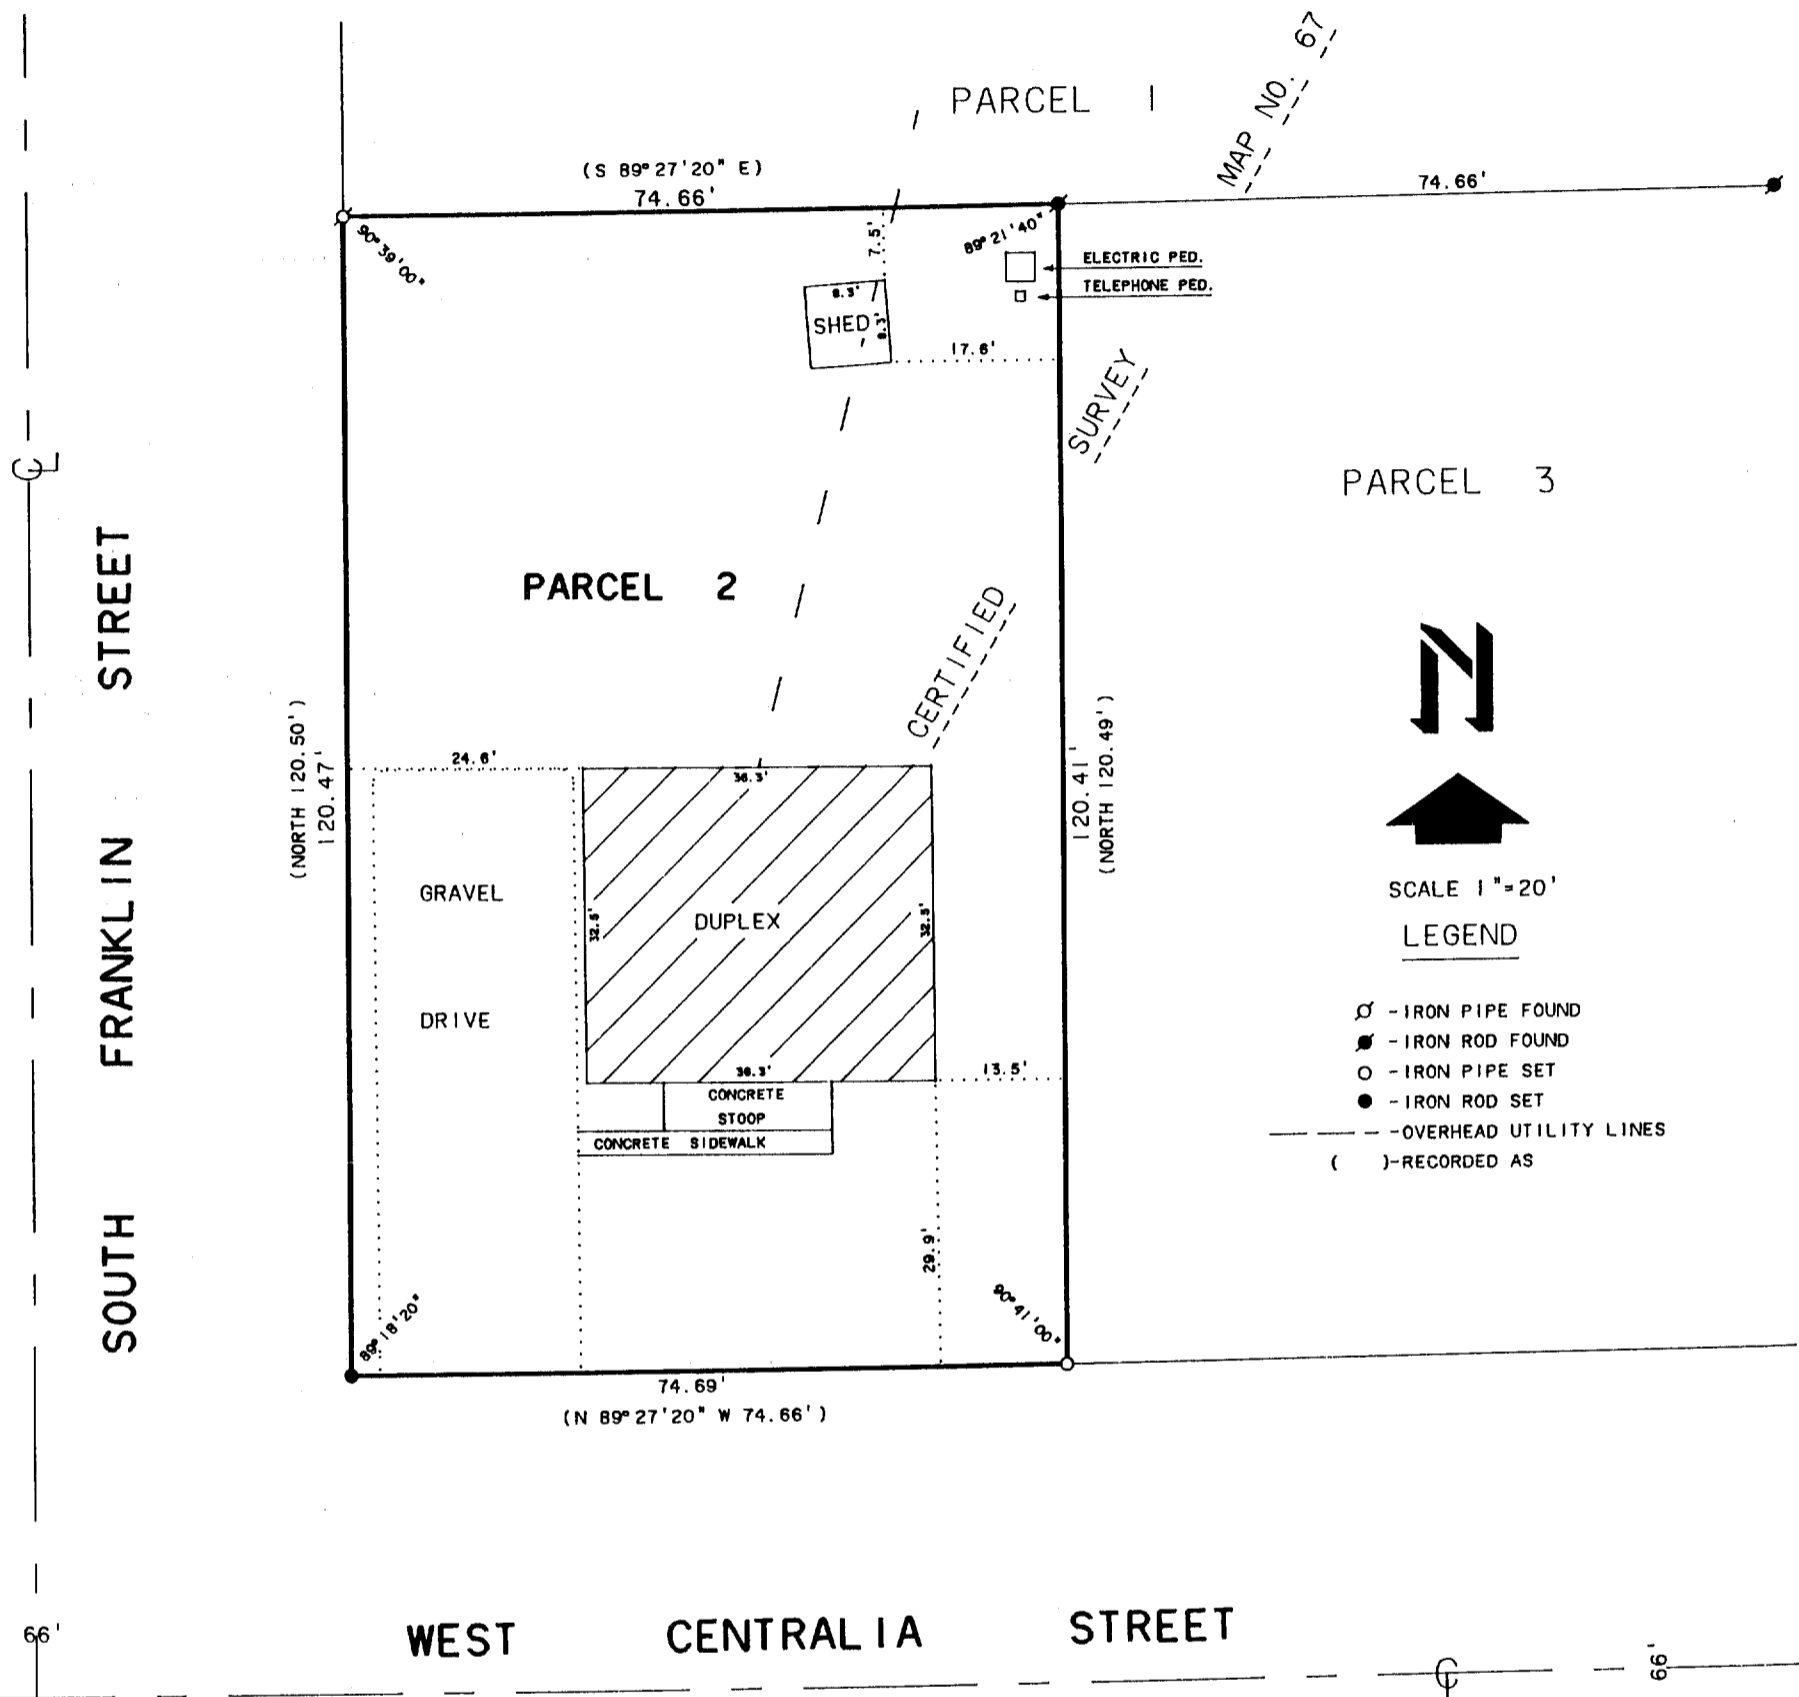 PARCEL 1
MAP NO. 67
(S 89°27'20" E)
74.66'
74.66'
90°39'00"
89°21'40"
7.5'
ELECTRIC PED.
TELEPHONE PED.
8.3'
SHED
8.3'
17.6'
SURVEY
PARCEL 3
PARCEL 2
CERTIFIED
SOUTH FRANKLIN STREET
(NORTH 120.50')
120.47'
24.6'
36.3'
120.41'
(NORTH 120.49')
GRAVEL
DRIVE
32.5'
DUPLEX
32.5'
36.3'
13.5'
CONCRETE
STOOP
CONCRETE SIDEWALK
29.9'
89°18'20"
90°41'00"
74.69'
(N 89°27'20" W 74.66')
N
SCALE 1"=20'
LEGEND
-IRON PIPE FOUND
-IRON ROD FOUND
-IRON PIPE SET
-IRON ROD SET
-OVERHEAD UTILITY LINES
( )-RECORDED AS
66'
WEST CENTRALIA STREET
66'